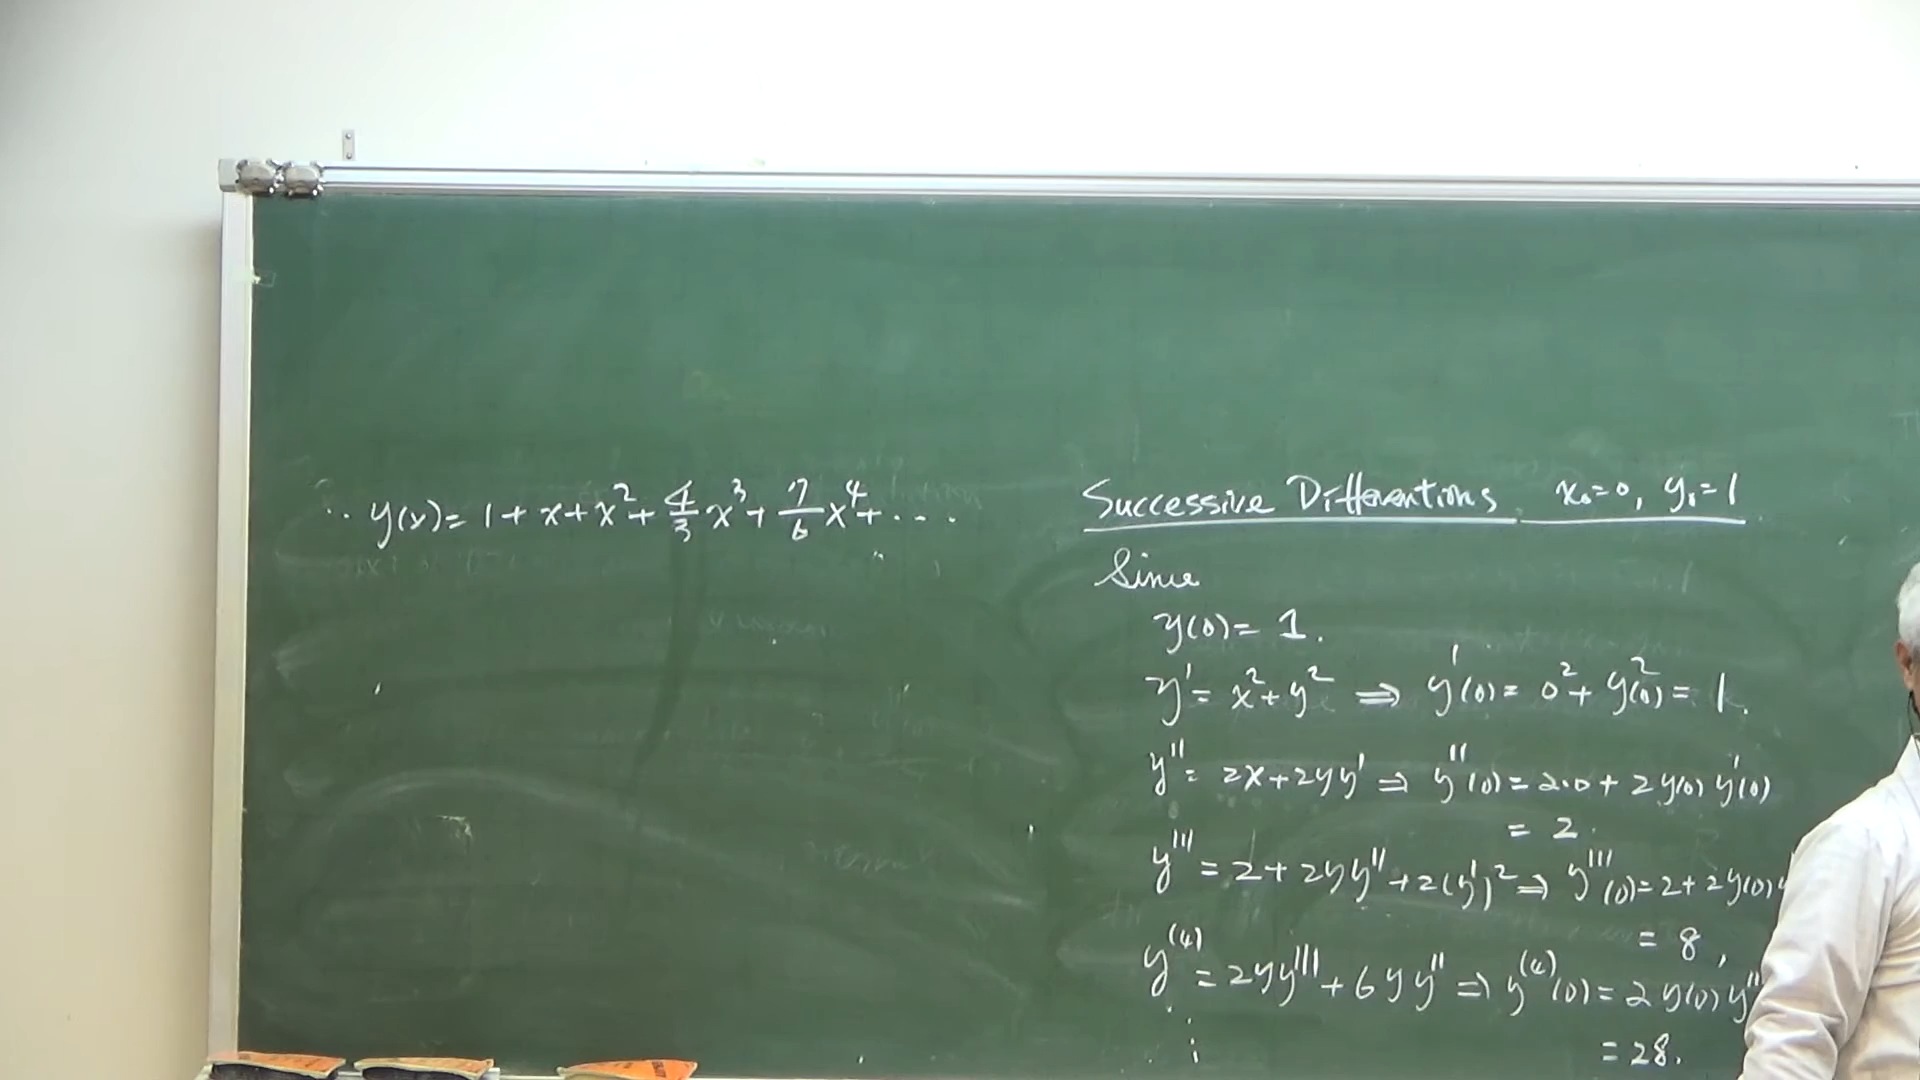 ∴ y(x) = 1 + x + x² + 4/3 x³ + 7/6 x⁴ + ...
Successive Differentions x₀=0, y₀=1
Since
y(0) = 1.
y' = x² + y² ⇒ y'(0) = 0² + y²(0) = 1.
y'' = 2x + 2yy' ⇒ y''(0) = 2·0 + 2y(0)y'(0)
= 2.
y''' = 2 + 2yy'' + 2(y')² ⇒ y'''(0) = 2 + 2y(0)
= 8,
y⁽⁴⁾ = 2yy''' + 6yy'' ⇒ y⁽⁴⁾(0) = 2y(0)y''
= 28.